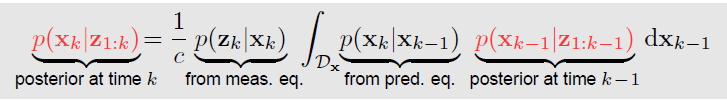 p(x_k|z_{1:k}) = \frac{1}{c} p(z_k|x_k) \int_{\mathcal{D}_x} p(x_k|x_{k-1}) p(x_{k-1}|z_{1:k-1}) dx_{k-1}
posterior at time k from meas. eq. from pred. eq. posterior at time k − 1